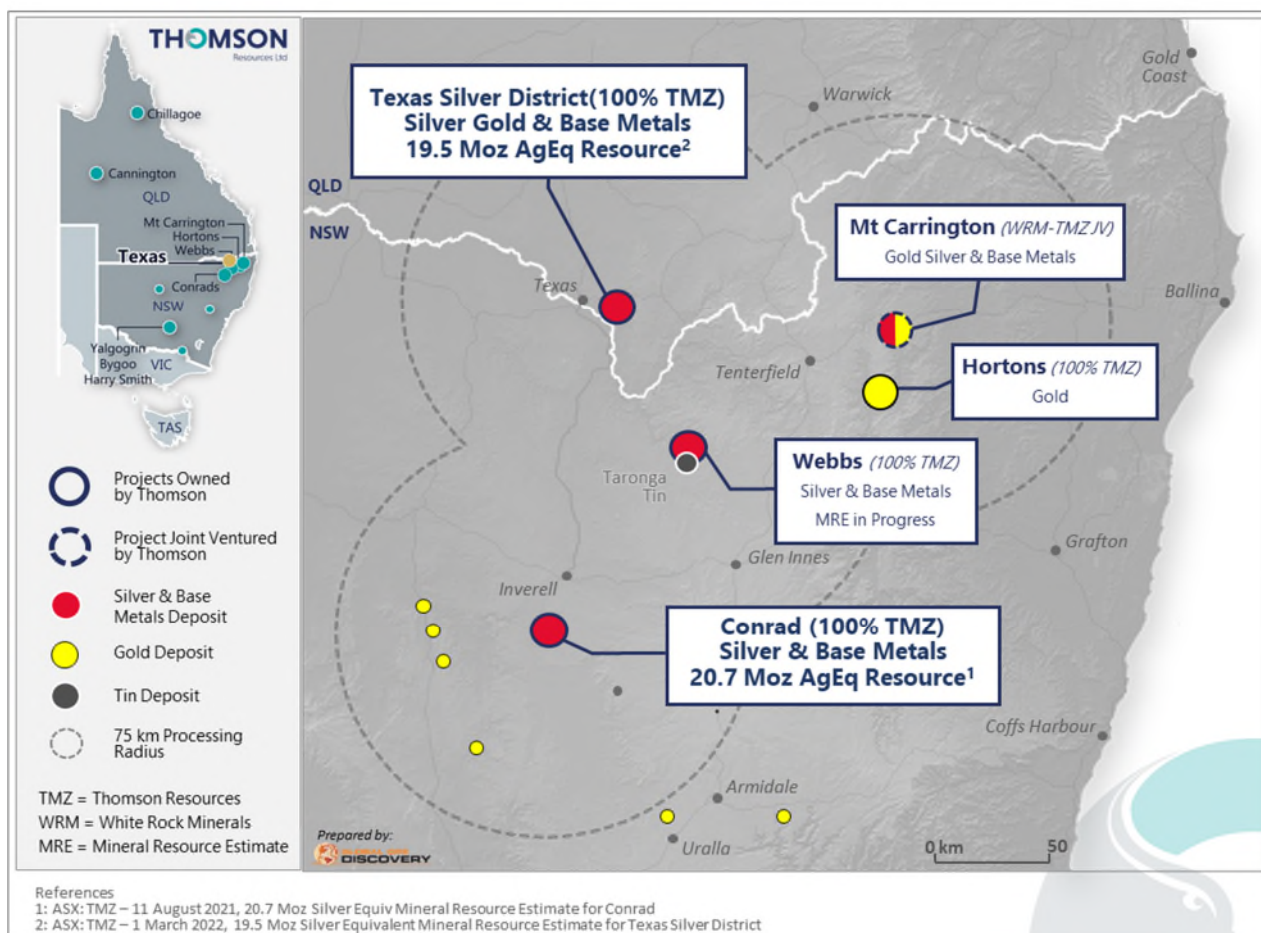 THOMSON
Resources Ltd
Chillagoe
Cannington
QLD
Mt Carrington
Hortons
Webbs
Texas
Conrads
NSW
Yalgogrin
Bygoo
Harry Smith
VIC
TAS
Projects Owned
by Thomson
Project Joint Ventured
by Thomson
Silver & Base
Metals Deposit
Gold Deposit
Tin Deposit
75 km Processing
Radius
TMZ = Thomson Resources
WRM = White Rock Minerals
MRE = Mineral Resource Estimate
Gold
Coast
Warwick
Texas Silver District(100% TMZ)
Silver Gold & Base Metals
19.5 Moz AgEq Resource2
QLD
NSW
Mt Carrington (WRM-TMZ JV)
Gold Silver & Base Metals
Texas
Ballina
Tenterfield
Hortons (100% TMZ)
Gold
Webbs (100% TMZ)
Silver & Base Metals
MRE in Progress
Taronga
Tin
Grafton
Glen Innes
Inverell
Conrad (100% TMZ)
Silver & Base Metals
20.7 Moz AgEq Resource1
Coffs Harbour
Armidale
Uralla
0 km 50
Prepared by:
GLOBAL ORE
DISCOVERY
References
1: ASX: TMZ – 11 August 2021, 20.7 Moz Silver Equiv Mineral Resource Estimate for Conrad
2: ASX: TMZ – 1 March 2022, 19.5 Moz Silver Equivalent Mineral Resource Estimate for Texas Silver District